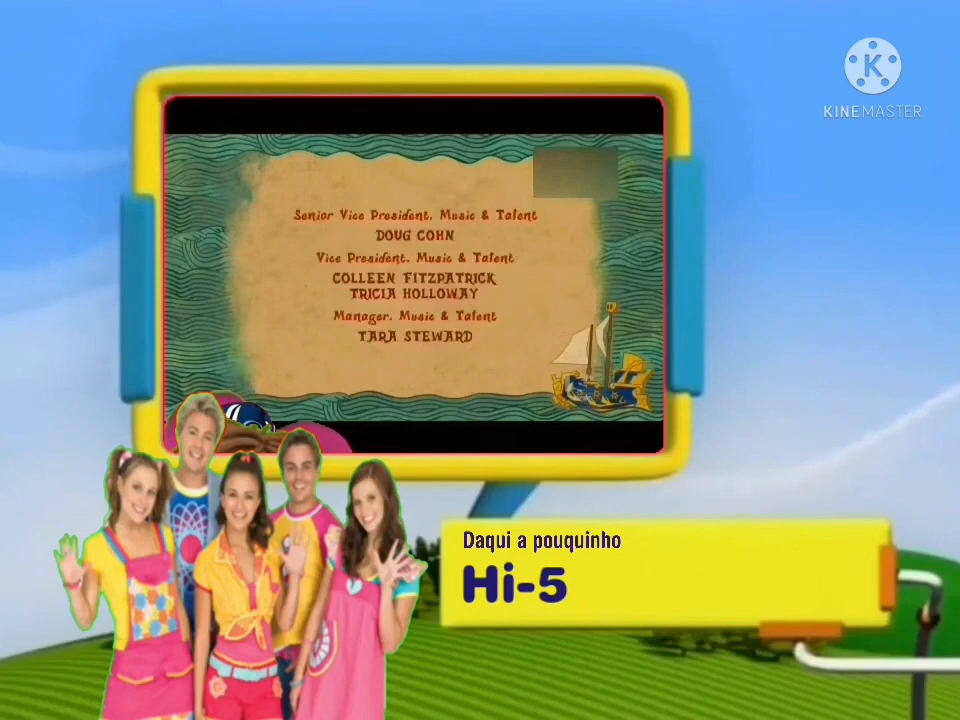 K
KINEMASTER
Senior Vice President, Music & Talent
DOUG COHN
Vice President, Music & Talent
COLLEEN FITZPATRICK
TRICIA HOLLOWAY
Manager, Music & Talent
TARA STEWARD
Daqui a pouquinho
Hi-5